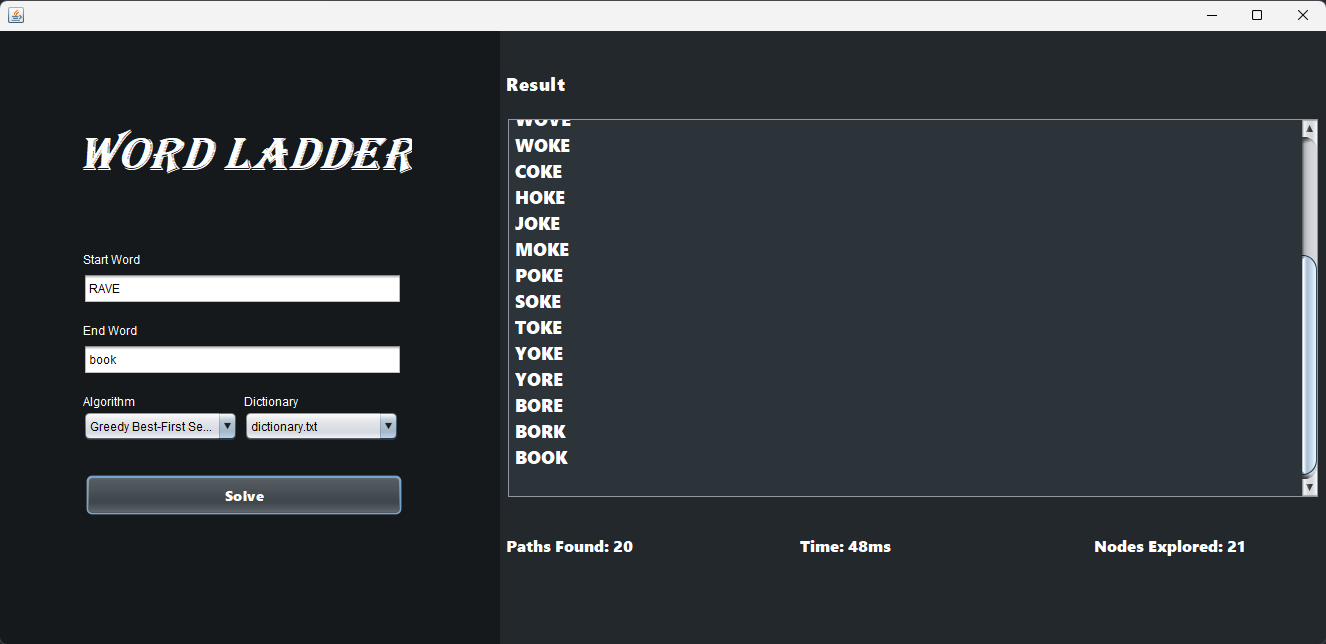 WORD LADDER
Start Word
RAVE
End Word
book
Algorithm Dictionary
Greedy Best-First Se... dictionary.txt
Solve
Result
WOVE
WOKE
COKE
HOKE
JOKE
MOKE
POKE
SOKE
TOKE
YOKE
YORE
BORE
BORK
BOOK
Paths Found: 20 Time: 48ms Nodes Explored: 21